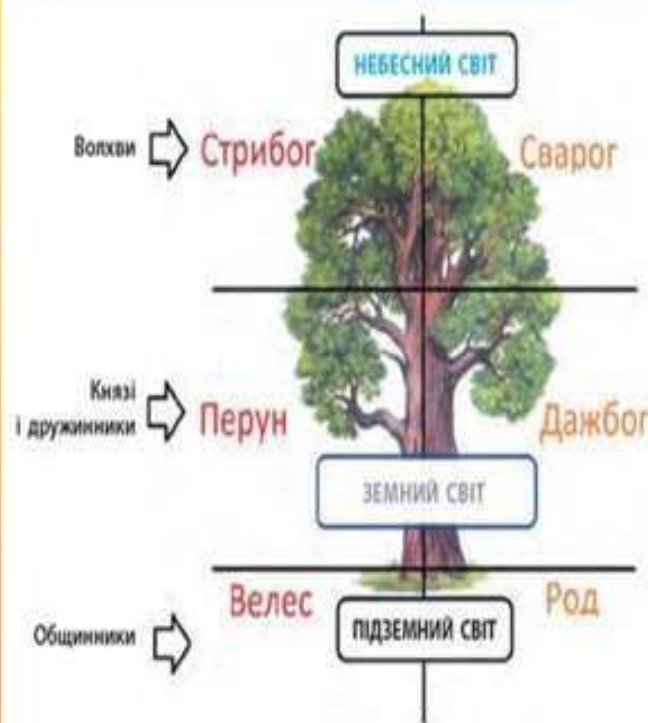 НЕБЕСНИЙ СВІТ
Волхви
Стрибог
Сварог
Князі
і дружинники
Перун
Дажбог
ЗЕМНИЙ СВІТ
Велес
Род
Общинники
ПІДЗЕМНИЙ СВІТ